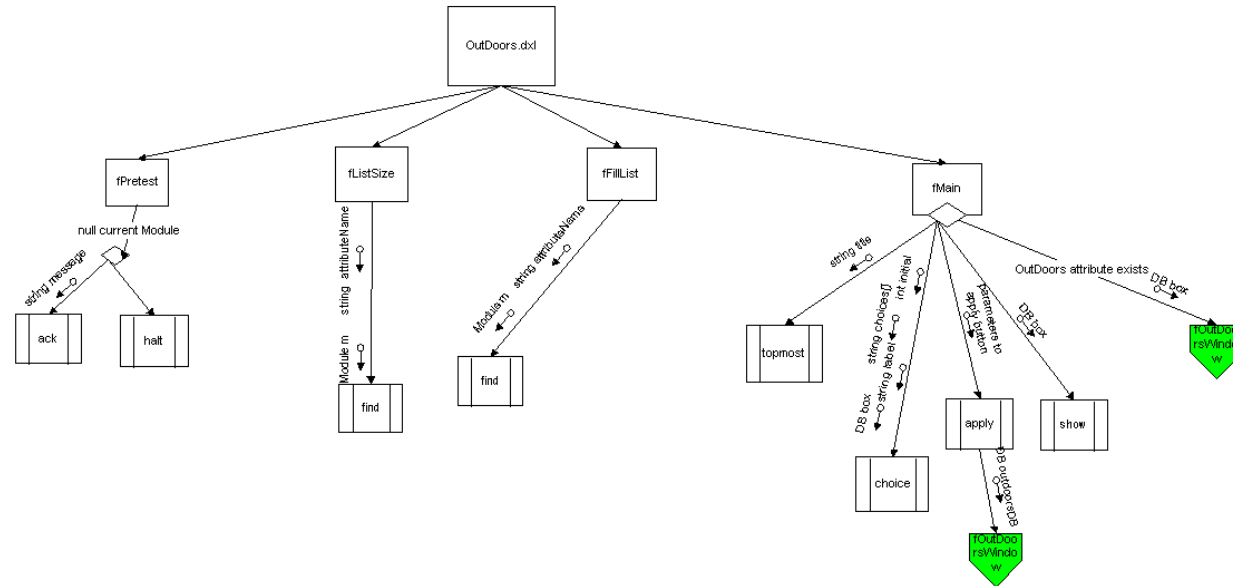 OutDoors.dxl
fPretest
fListSize
fFillList
fMain
null current Module
string message
ack
halt
Module m string attributeName
find
Module m string attributeName
find
string title
topmost
DB box
string choices[]
string label
int initial
choice
parameters to
apply button
apply
DB outdoorsDB
fOutDoo
rsWindo
w
DB box
show
OutDoors attribute exists
DB box
fOutDoo
rsWindo
w